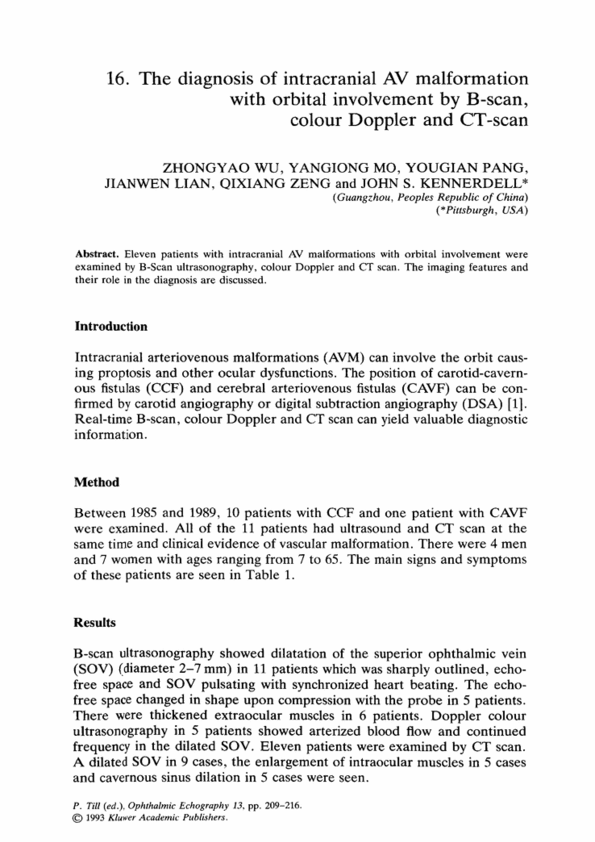 16. The diagnosis of intracranial AV malformation
with orbital involvement by B-scan,
colour Doppler and CT-scan
ZHONGYAO WU, YANGIONG MO, YOUGIAN PANG,
JIANWEN LIAN, QIXIANG ZENG and JOHN S. KENNERDELL*
(Guangzhou, Peoples Republic of China)
(*Pittsburgh, USA)
Abstract. Eleven patients with intracranial AV malformations with orbital involvement were
examined by B-Scan ultrasonography, colour Doppler and CT scan. The imaging features and
their role in the diagnosis are discussed.
Introduction
Intracranial arteriovenous malformations (AVM) can involve the orbit caus-
ing proptosis and other ocular dysfunctions. The position of carotid-cavern-
ous fistulas (CCF) and cerebral arteriovenous fistulas (CAVF) can be con-
firmed by carotid angiography or digital subtraction angiography (DSA) [1].
Real-time B-scan, colour Doppler and CT scan can yield valuable diagnostic
information.
Method
Between 1985 and 1989, 10 patients with CCF and one patient with CAVF
were examined. All of the 11 patients had ultrasound and CT scan at the
same time and clinical evidence of vascular malformation. There were 4 men
and 7 women with ages ranging from 7 to 65. The main signs and symptoms
of these patients are seen in Table 1.
Results
B-scan ultrasonography showed dilatation of the superior ophthalmic vein
(SOV) (diameter 2–7 mm) in 11 patients which was sharply outlined, echo-
free space and SOV pulsating with synchronized heart beating. The echo-
free space changed in shape upon compression with the probe in 5 patients.
There were thickened extraocular muscles in 6 patients. Doppler colour
ultrasonography in 5 patients showed arterized blood flow and continued
frequency in the dilated SOV. Eleven patients were examined by CT scan.
A dilated SOV in 9 cases, the enlargement of intraocular muscles in 5 cases
and cavernous sinus dilation in 5 cases were seen.
P. Till (ed.), Ophthalmic Echography 13, pp. 209–216.
© 1993 Kluwer Academic Publishers.